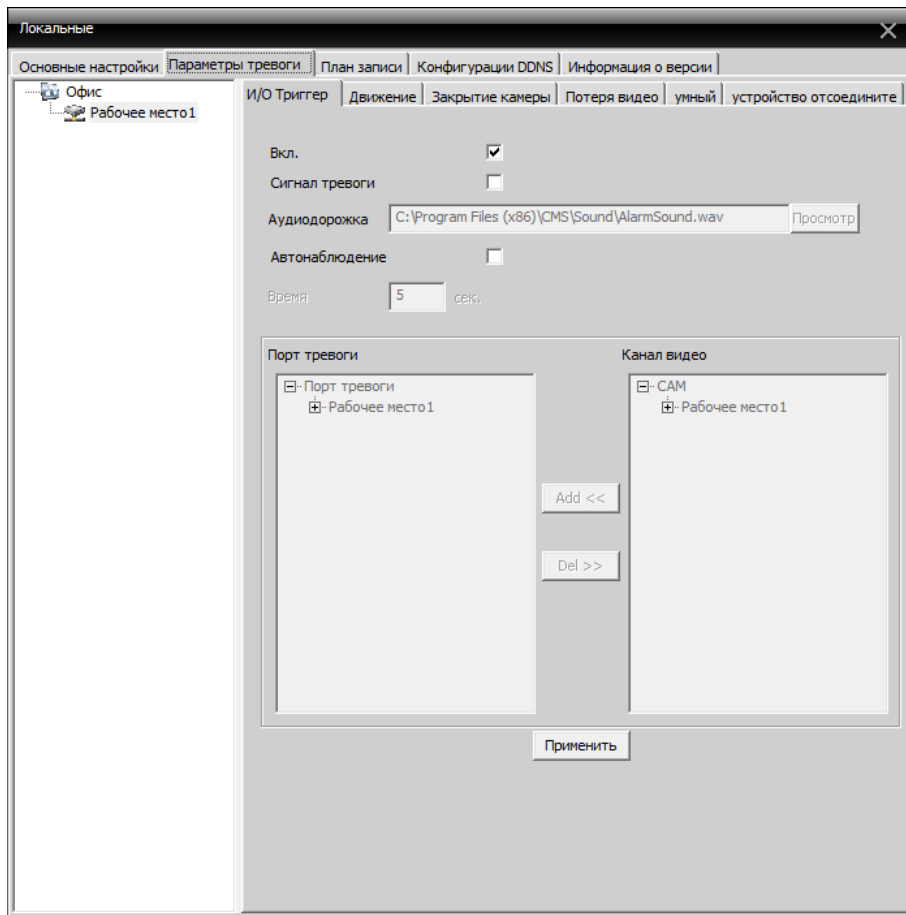 Локальные
Основные настройки Параметры тревоги План записи Конфигурации DDNS Информация о версии
Офис
Рабочее место1
И/О Триггер Движение Закрытие камеры Потеря видео умный устройство отсоедините
Вкл.
Сигнал тревоги
Аудиодорожка C:\Program Files (x86)\CMS\Sound\AlarmSound.wav Просмотр
Автонаблюдение
Время 5 сек.
Порт тревоги Канал видео
Порт тревоги CAM
Рабочее место1 Рабочее место1
Add <<
Del >>
Применить